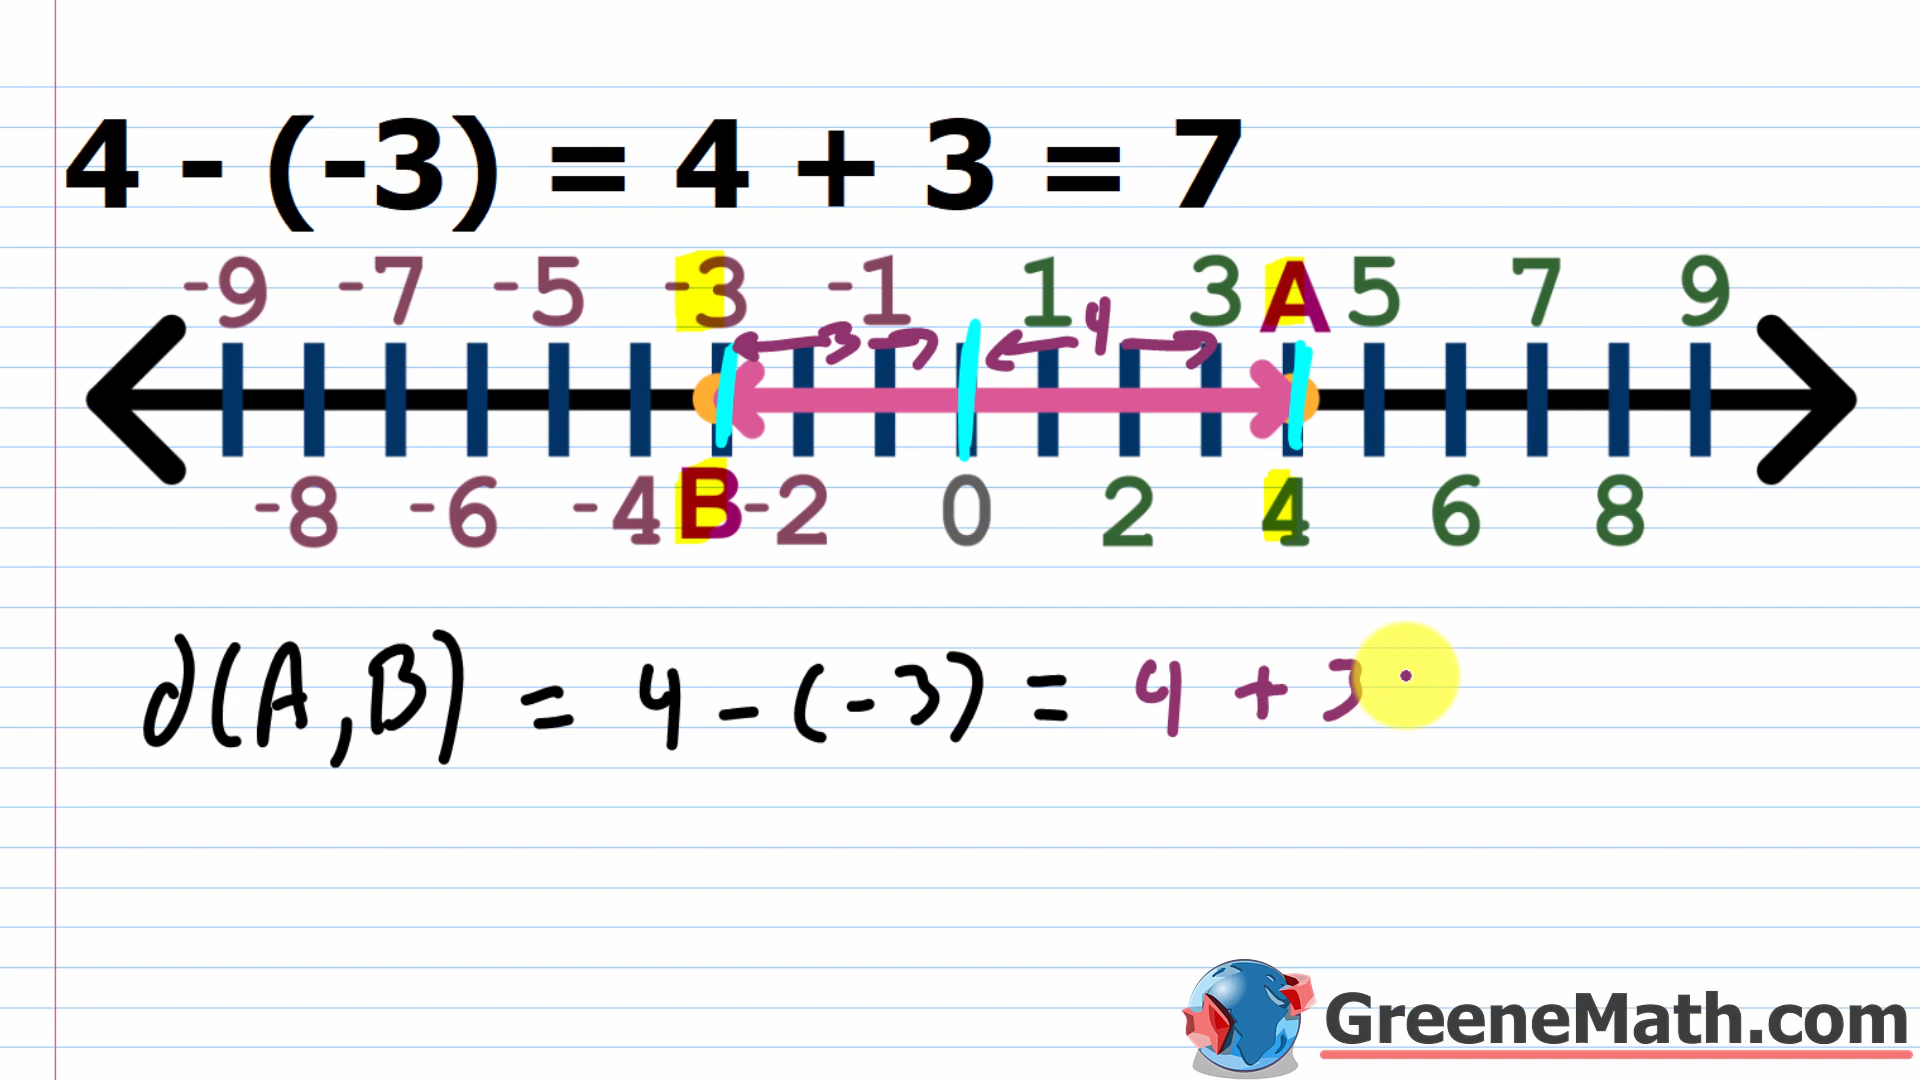 4 - (-3) = 4 + 3 = 7
-9 -7 -5 -3 -1 1 3 A 5 7 9
3 4
-8 -6 -4 B -2 0 2 4 6 8
d(A,B) = 4 - (-3) = 4 + 3
GreeneMath.com